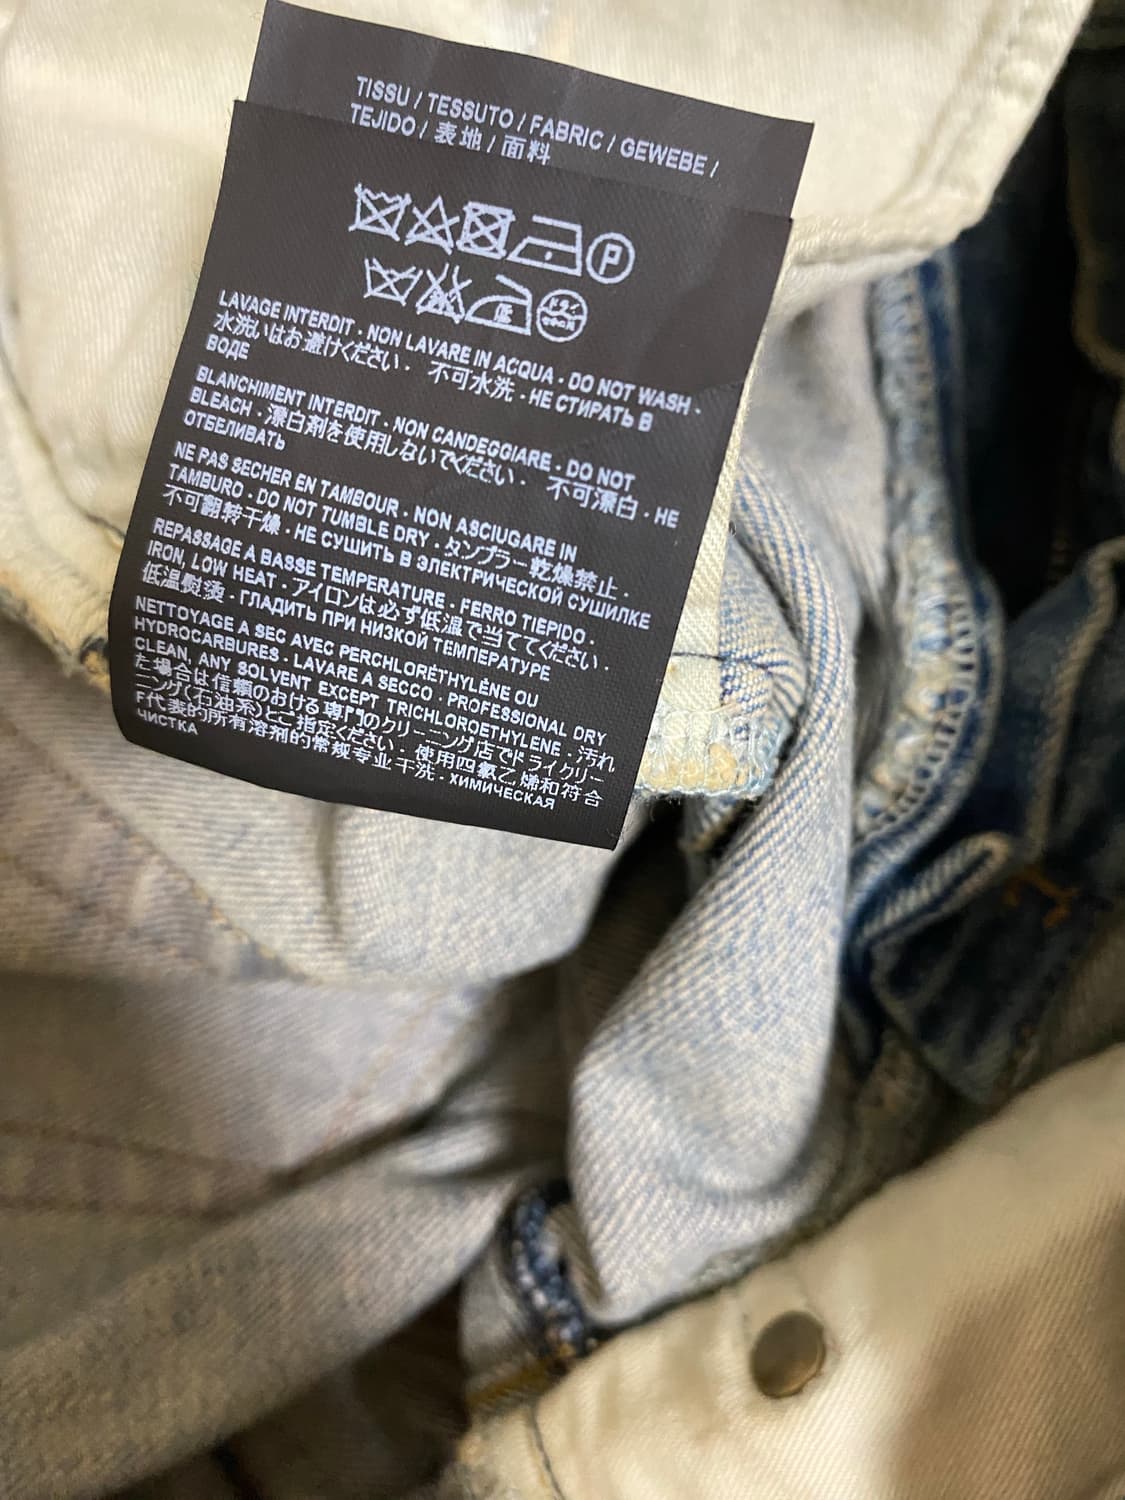 TISSU / TESSUTO / FABRIC / GEWEBE /
TEJIDO / 表地 / 面料
P
低
ドライ
LAVAGE INTERDIT - NON LAVARE IN ACQUA - DO NOT WASH -
水洗いはお避けください - 不可水洗 - НЕ СТИРАТЬ В
ВОДЕ
BLANCHIMENT INTERDIT - NON CANDEGGIARE - DO NOT
BLEACH - 漂白剤を使用しないでください - 不可漂白 - НЕ
ОТБЕЛИВАТЬ
NE PAS SECHER EN TAMBOUR - NON ASCIUGARE IN
TAMBURO - DO NOT TUMBLE DRY - タンブラー乾燥禁止 -
不可翻转干燥 - НЕ СУШИТЬ В ЭЛЕКТРИЧЕСКОЙ СУШИЛКЕ
REPASSAGE A BASSE TEMPERATURE - FERRO TIEPIDO -
IRON, LOW HEAT - アイロンは必ず低温で当ててください -
低温熨烫 - ГЛАДИТЬ ПРИ НИЗКОЙ ТЕМПЕРАТУРЕ
NETTOYAGE A SEC AVEC PERCHLORÉTHYLÈNE OU
HYDROCARBURES - LAVARE A SECCO - PROFESSIONAL DRY
CLEAN, ANY SOLVENT EXCEPT TRICHLOROETHYLENE - 汚れ
た場合は信頼のおける専門のクリーニング店でドライクリー
ニング(石油系)とご指定ください - 使用四氯乙烯和符合
F代表的所有溶剂的常规专业干洗 - ХИМИЧЕСКАЯ
ЧИСТКА